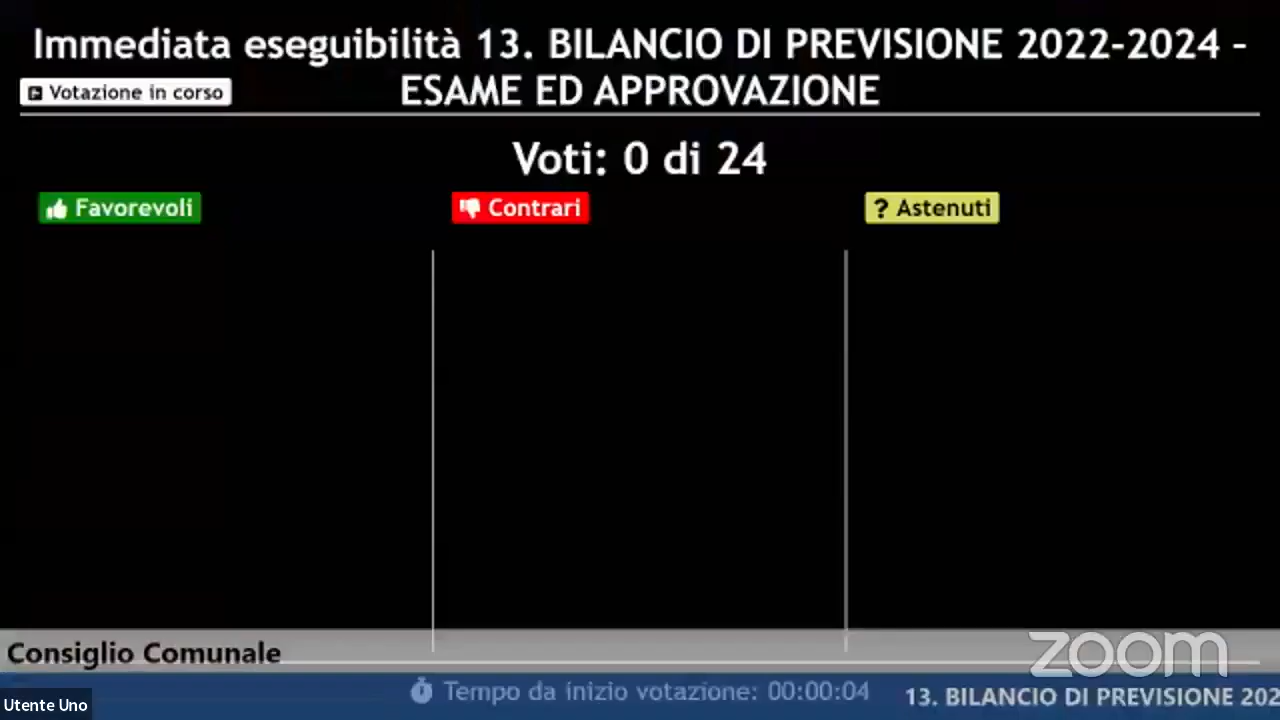 Immediata eseguibilità 13. BILANCIO DI PREVISIONE 2022-2024 -
ESAME ED APPROVAZIONE
Votazione in corso
Voti: 0 di 24
Favorevoli
Contrari
? Astenuti
Consiglio Comunale
zoom
Tempo da inizio votazione: 00:00:04
13. BILANCIO DI PREVISIONE 202
Utente Uno